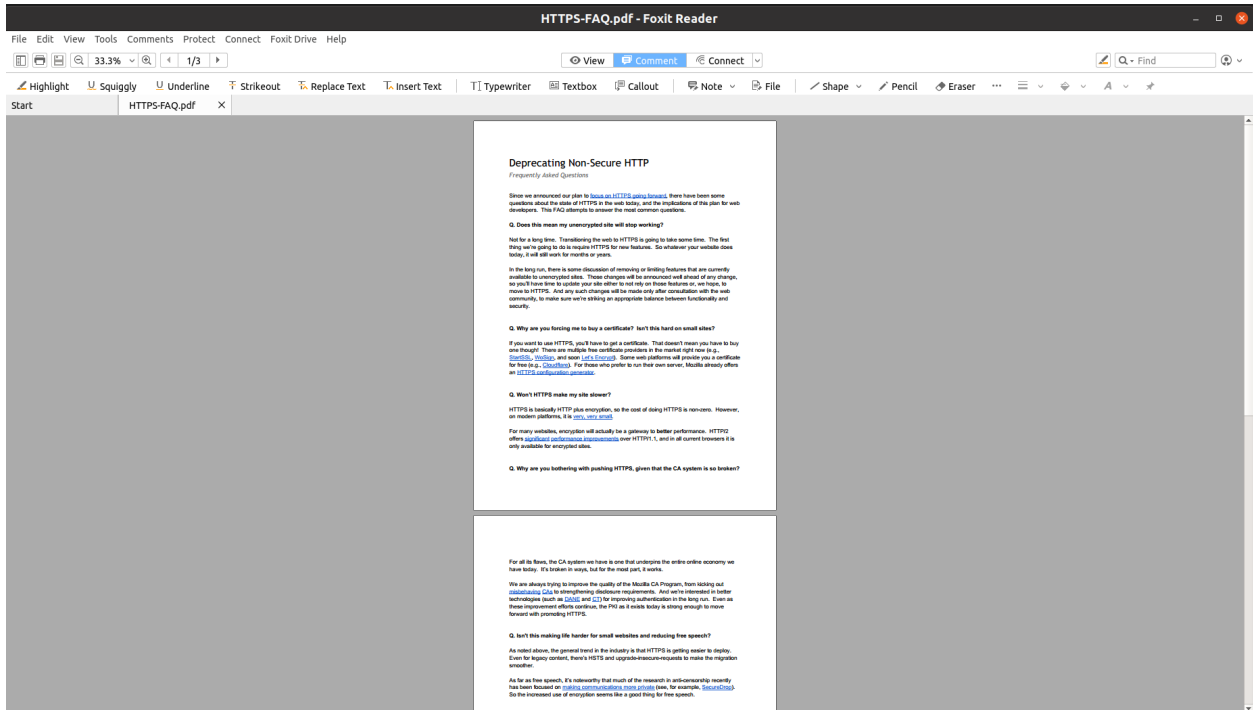 HTTPS-FAQ.pdf - Foxit Reader
File Edit View Tools Comments Protect Connect Foxit Drive Help
33.3% 1/3 View Comment Connect Find
Highlight Squiggly Underline Strikeout Replace Text Insert Text Typewriter Textbox Callout Note File Shape Pencil Eraser
Start HTTPS-FAQ.pdf
Deprecating Non-Secure HTTP
Frequently Asked Questions
Since we announced our plan to focus on HTTPS going forward, there have been some
questions about the state of HTTPS in the web today, and the implications of this plan for web
developers. This FAQ attempts to answer the most common questions.
Q. Does this mean my unencrypted site will stop working?
Not for a long time. Transitioning the web to HTTPS is going to take some time. The first
thing we're going to do is require HTTPS for new features. So whatever your website does
today, it will still work for months or years.
In the long run, there is some discussion of removing or limiting features that are currently
available to unencrypted sites. Those changes will be announced well ahead of any change,
so you'll have time to update your site either to not rely on those features or, we hope, to
move to HTTPS. And any such changes will be made only after consultation with the web
community, to make sure we're striking an appropriate balance between functionality and
security.
Q. Why are you forcing me to buy a certificate? Isn't this hard on small sites?
If you want to use HTTPS, you'll have to get a certificate. That doesn't mean you have to buy
one though! There are multiple free certificate providers in the market right now (e.g.,
StartSSL, WoSign, and soon Let's Encrypt). Some web platforms will provide you a certificate
for free (e.g., Cloudflare). For those who prefer to run their own server, Mozilla already offers
an HTTPS configuration generator.
Q. Won't HTTPS make my site slower?
HTTPS is basically HTTP plus encryption, so the cost of doing HTTPS is non-zero. However,
on modern platforms, it is very, very small.
For many websites, encryption will actually be a gateway to better performance. HTTP/2
offers significant performance improvements over HTTP/1.1, and in all current browsers it is
only available for encrypted sites.
Q. Why are you bothering with pushing HTTPS, given that the CA system is so broken?
For all its flaws, the CA system we have is one that underpins the entire online economy we
have today. It's broken in ways, but for the most part, it works.
We are always trying to improve the quality of the Mozilla CA Program, from kicking out
misbehaving CAs to strengthening disclosure requirements. And we're interested in better
technologies (such as DANE and CT) for improving authentication in the long run. Even as
these improvement efforts continue, the PKI as it exists today is strong enough to move
forward with promoting HTTPS.
Q. Isn't this making life harder for small websites and reducing free speech?
As noted above, the general trend in the industry is that HTTPS is getting easier to deploy.
Even for legacy content, there's HSTS and upgrade-insecure-requests to make the migration
smoother.
As far as free speech, it's noteworthy that much of the research in anti-censorship recently
has been focused on making communications more private (see, for example, SecureDrop).
So the increased use of encryption seems like a good thing for free speech.